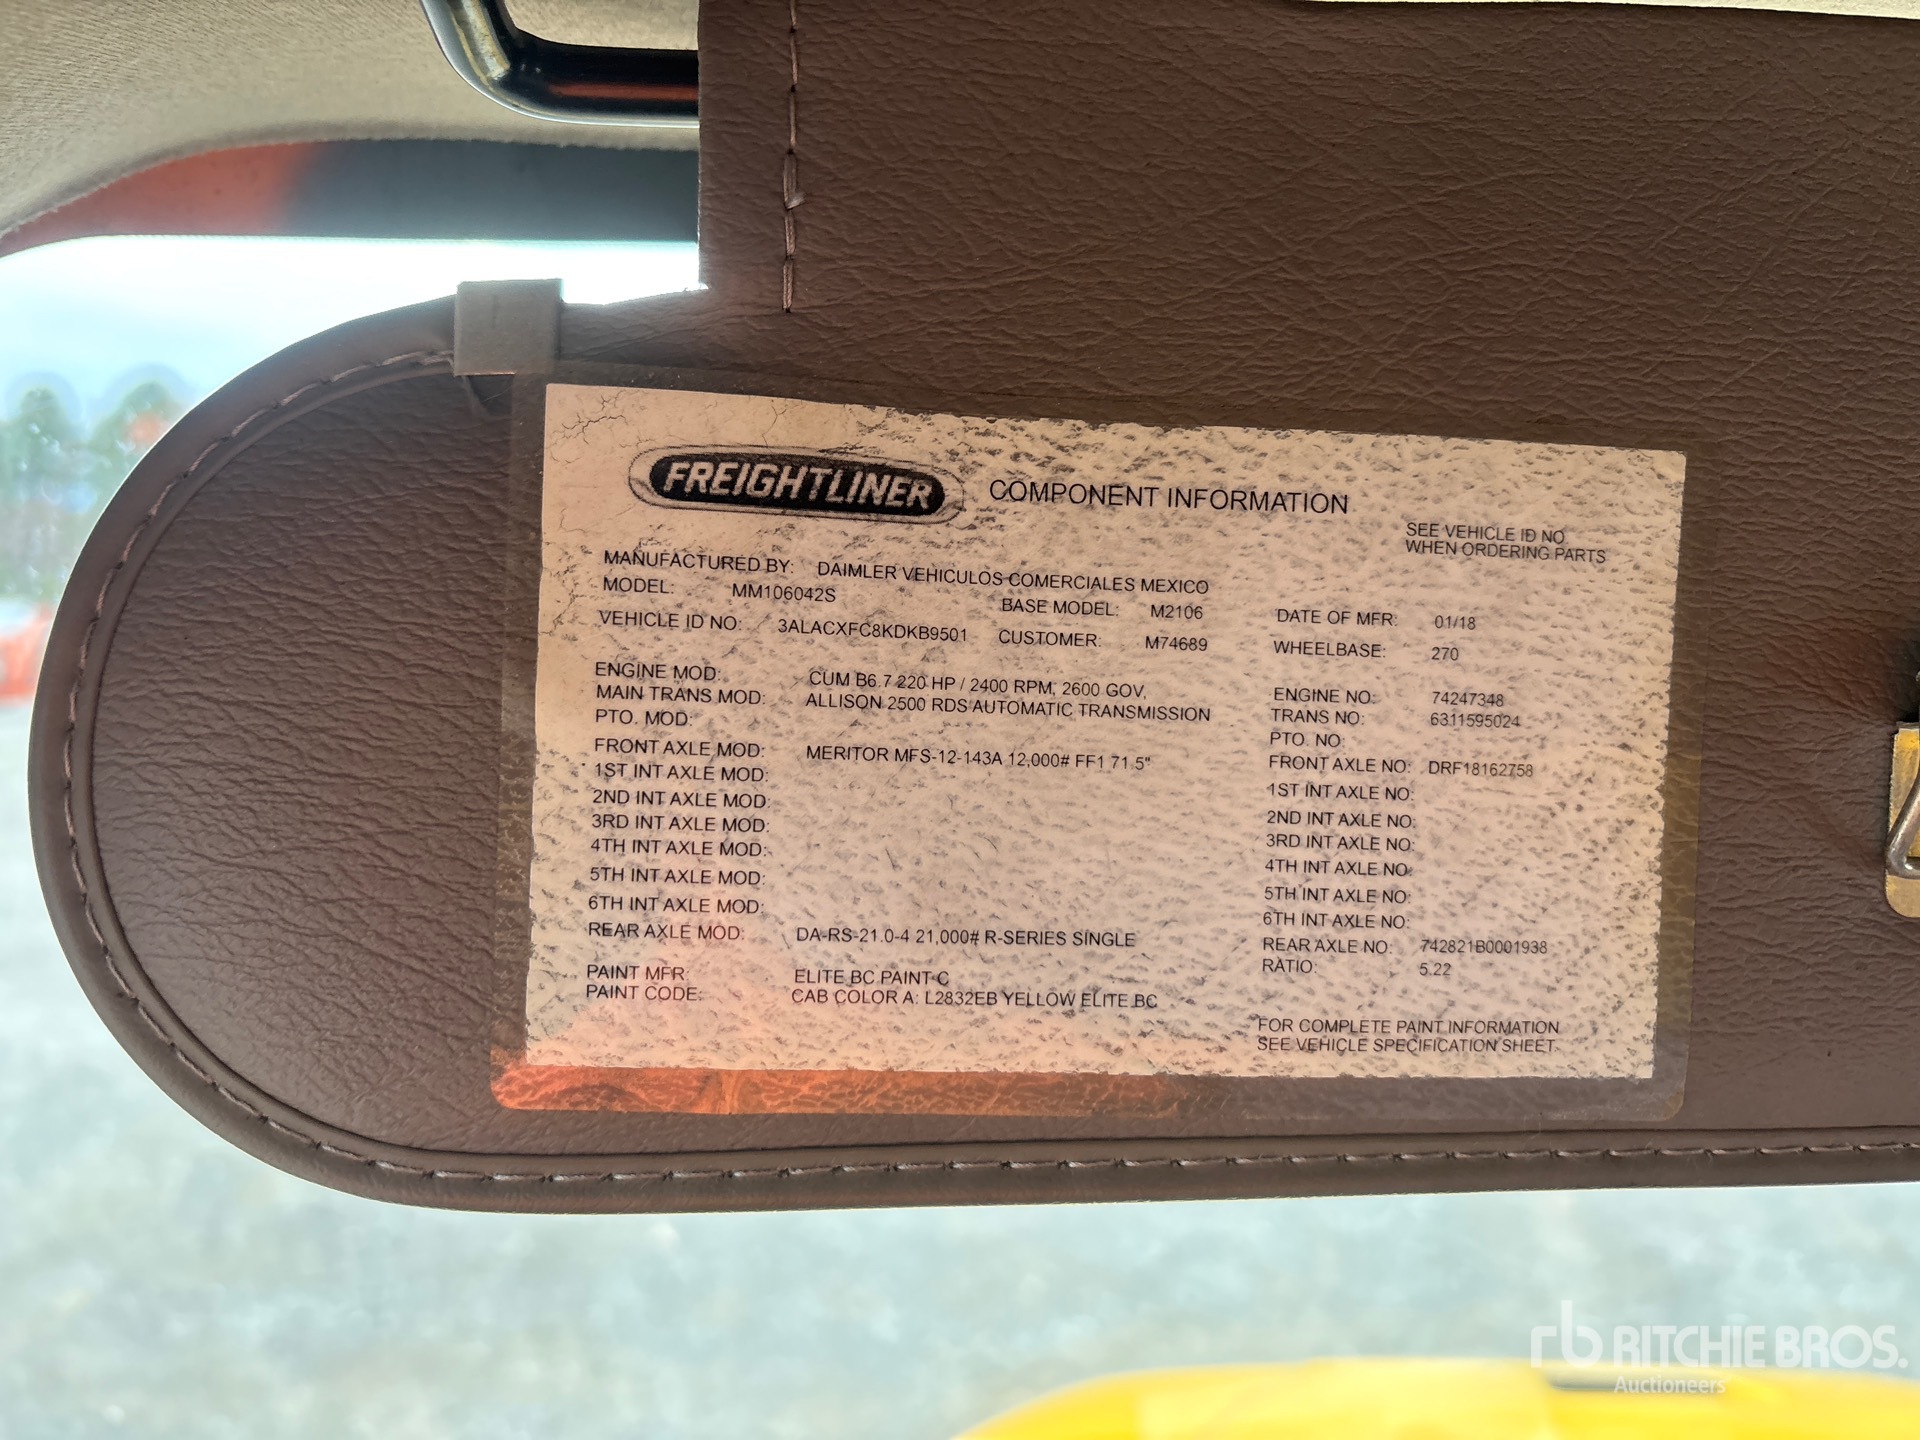 FREIGHTLINER COMPONENT INFORMATION
SEE VEHICLE ID NO.
WHEN ORDERING PARTS
MANUFACTURED BY: DAIMLER VEHICULOS COMERCIALES MEXICO
MODEL: MM106042S BASE MODEL: M2106 DATE OF MFR: 01/18
VEHICLE ID NO: 3ALACXFC8KDKB9501 CUSTOMER: M74689 WHEELBASE: 270
ENGINE MOD: CUM B6.7 220 HP / 2400 RPM, 2600 GOV, ENGINE NO: 74247348
MAIN TRANS MOD: ALLISON 2500 RDS AUTOMATIC TRANSMISSION TRANS NO: 6311595024
PTO. MOD: PTO. NO:
FRONT AXLE MOD: MERITOR MFS-12-143A 12,000# FF1 71.5" FRONT AXLE NO: DRF18162758
1ST INT AXLE MOD: 1ST INT AXLE NO:
2ND INT AXLE MOD: 2ND INT AXLE NO:
3RD INT AXLE MOD: 3RD INT AXLE NO:
4TH INT AXLE MOD: 4TH INT AXLE NO:
5TH INT AXLE MOD: 5TH INT AXLE NO:
6TH INT AXLE MOD: 6TH INT AXLE NO:
REAR AXLE MOD: DA-RS-21.0-4 21,000# R-SERIES SINGLE REAR AXLE NO: 742821B0001938
RATIO: 5.22
PAINT MFR: ELITE BC PAINT C
PAINT CODE: CAB COLOR A: L2832EB YELLOW ELITE BC
FOR COMPLETE PAINT INFORMATION
SEE VEHICLE SPECIFICATION SHEET.
rb RITCHIE BROS.
Auctioneers